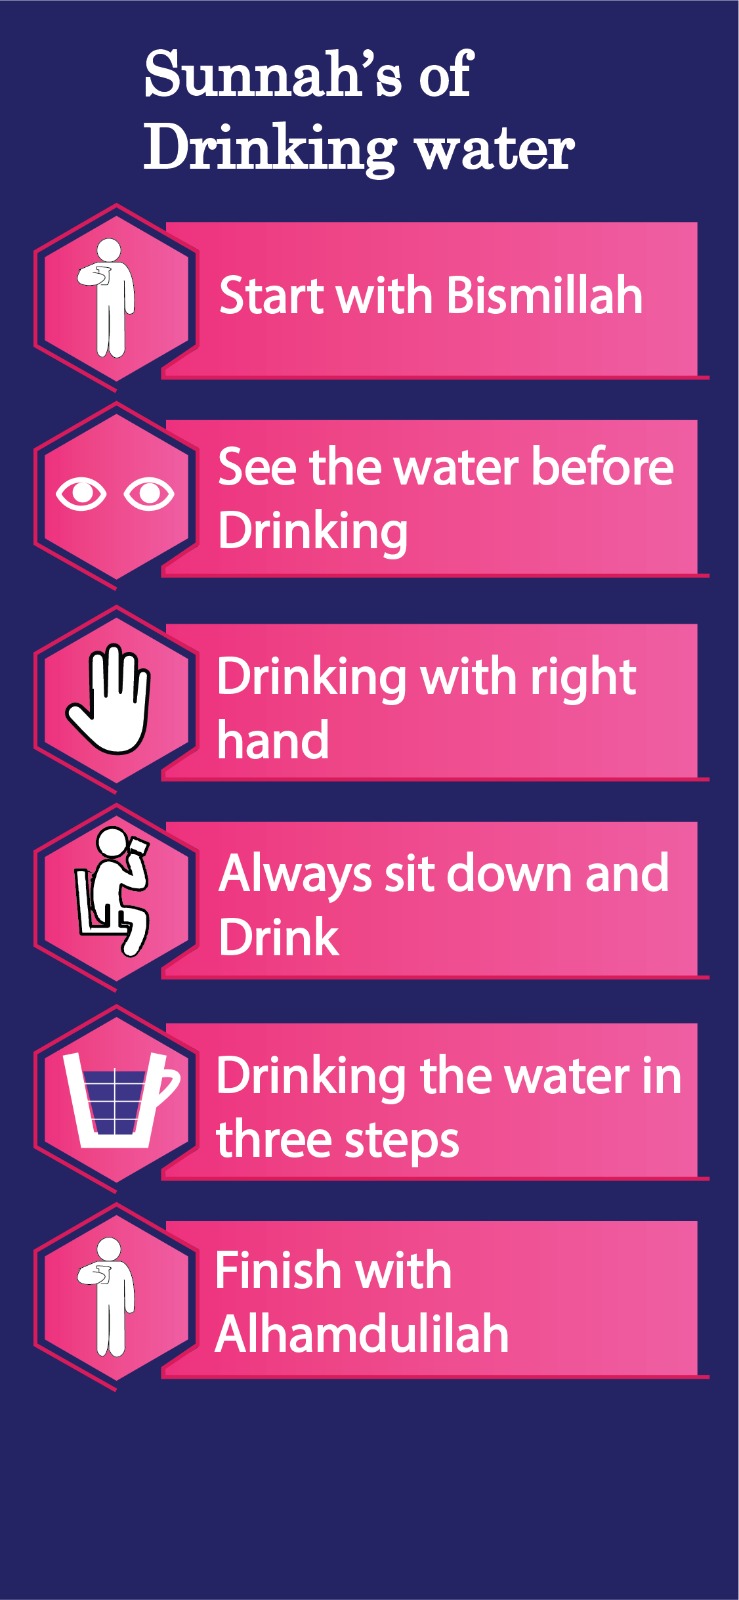 Sunnah's of
Drinking water
Start with Bismillah
See the water before
Drinking
Drinking with right
hand
Always sit down and
Drink
Drinking the water in
three steps
Finish with
Alhamdulilah